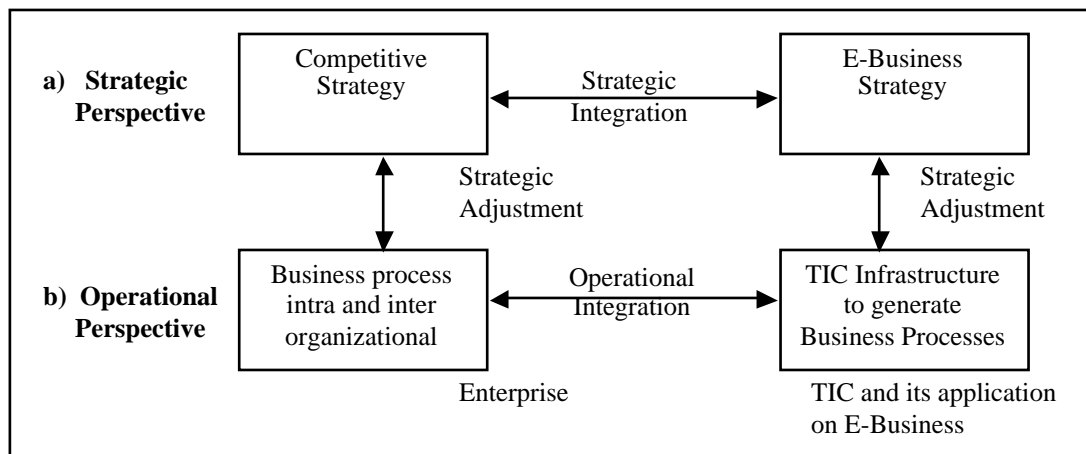 Competitive
Strategy
E-Business
Strategy
a) Strategic
Perspective
Strategic
Integration
Strategic
Adjustment
Strategic
Adjustment
Business process
intra and inter
organizational
TIC Infrastructure
to generate
Business Processes
b) Operational
Perspective
Operational
Integration
Enterprise
TIC and its application
on E-Business